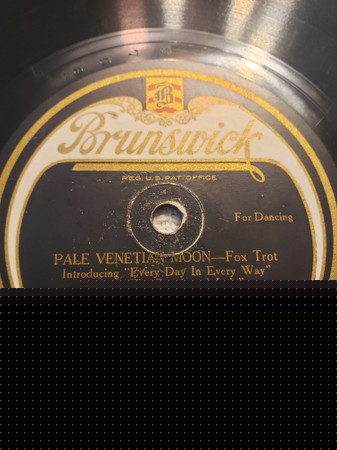 Brunswick
REG. U.S. PAT. OFFICE
For Dancing
PALE VENETIAN MOON—Fox Trot
Introducing "Every Day In Every Way"